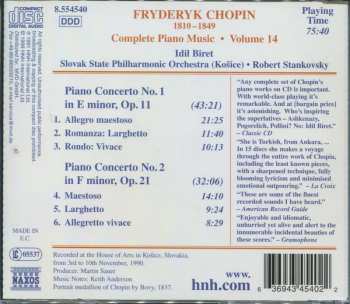 COMPACT
disc
DIGITAL AUDIO
8.554540
FRYDERYK CHOPIN
1810–1849
Complete Piano Music • Volume 14
Playing
Time
75:40
Idil Biret
Slovak State Philharmonic Orchestra (Košice) • Robert Stankovsky
Piano Concerto No. 1
in E minor, Op. 11 (43:21)
1 Allegro maestoso 21:25
2. Romanza: Larghetto 11:40
3. Rondo: Vivace 10:13
Piano Concerto No. 2
in F minor, Op. 21 (32:06)
4 Maestoso 14:10
5. Larghetto 9:24
6 Allegretto vivace 8:29
"Any complete set of Chopin's
piano works on CD is important.
With world-class playing it's
remarkable. And at [bargain price]
it's astonishing. Who's inspiring
the superlatives - Ashkenazy,
Pogorelich, Pollini? No: Idil Biret."
– Classic CD
"She is Turkish, from Ankara, ...
In 15 discs she makes a voyage
through the entire work of Chopin,
including the least known pieces,
with a sharpened technique, fully
blooming lyricism and minimised
emotional outpouring." – La Croix
"These are some of the finest
recorded sounds I have heard."
– American Record Guide
"Enjoyable and idiomatic,
unhurried yet alive and alert to the
innumerable incidental beauties of
these scores." – Gramophone
MADE IN
E.C.
05537
NAXOS
Recorded at the House of Arts in Košice, Slovakia,
from 3rd to 10th November, 1990.
Producer: Martin Sauer
Music Notes: Keith Anderson
Portrait medallion of Chopin by Bovy, 1837.
www.
hnh.com
6 36943 45402 2